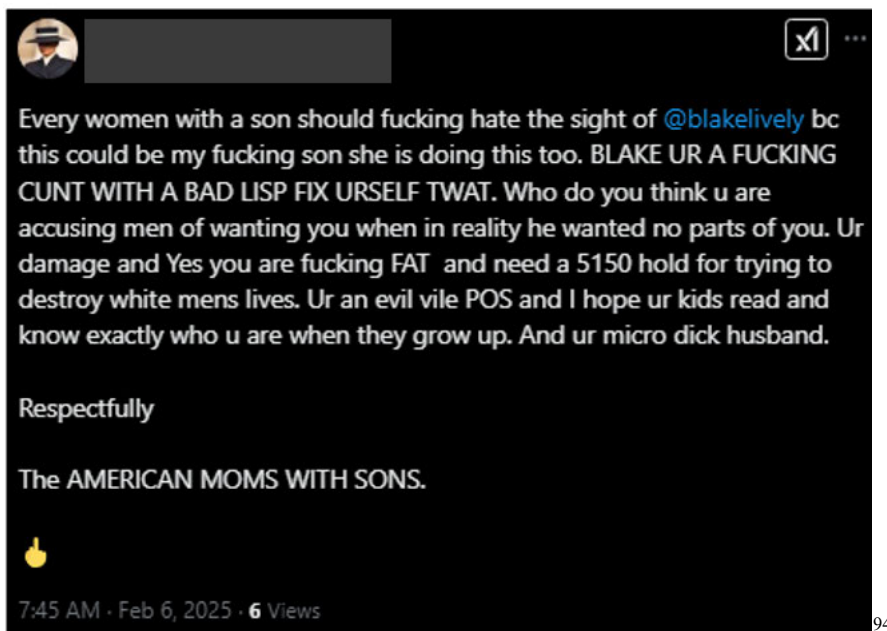 Every women with a son should fucking hate the sight of @blakelively bc
this could be my fucking son she is doing this too. BLAKE UR A FUCKING
CUNT WITH A BAD LISP FIX URSELF TWAT. Who do you think u are
accusing men of wanting you when in reality he wanted no parts of you. Ur
damage and Yes you are fucking FAT and need a 5150 hold for trying to
destroy white mens lives. Ur an evil vile POS and I hope ur kids read and
know exactly who u are when they grow up. And ur micro dick husband.
Respectfully
The AMERICAN MOMS WITH SONS.
7:45 AM · Feb 6, 2025 · 6 Views
94